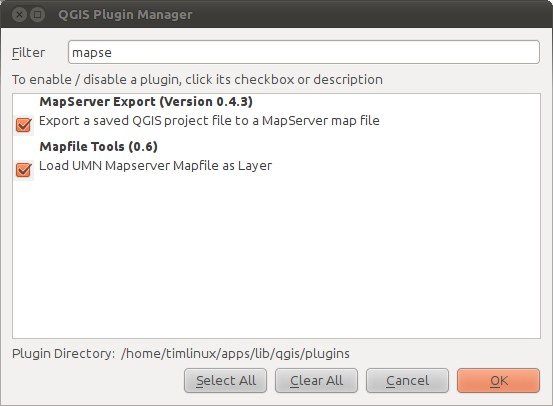 QGIS Plugin Manager
Filter mapse
To enable / disable a plugin, click its checkbox or description
MapServer Export (Version 0.4.3)
Export a saved QGIS project file to a MapServer map file
Mapfile Tools (0.6)
Load UMN Mapserver Mapfile as Layer
Plugin Directory: /home/timlinux/apps/lib/qgis/plugins
Select All Clear All Cancel OK